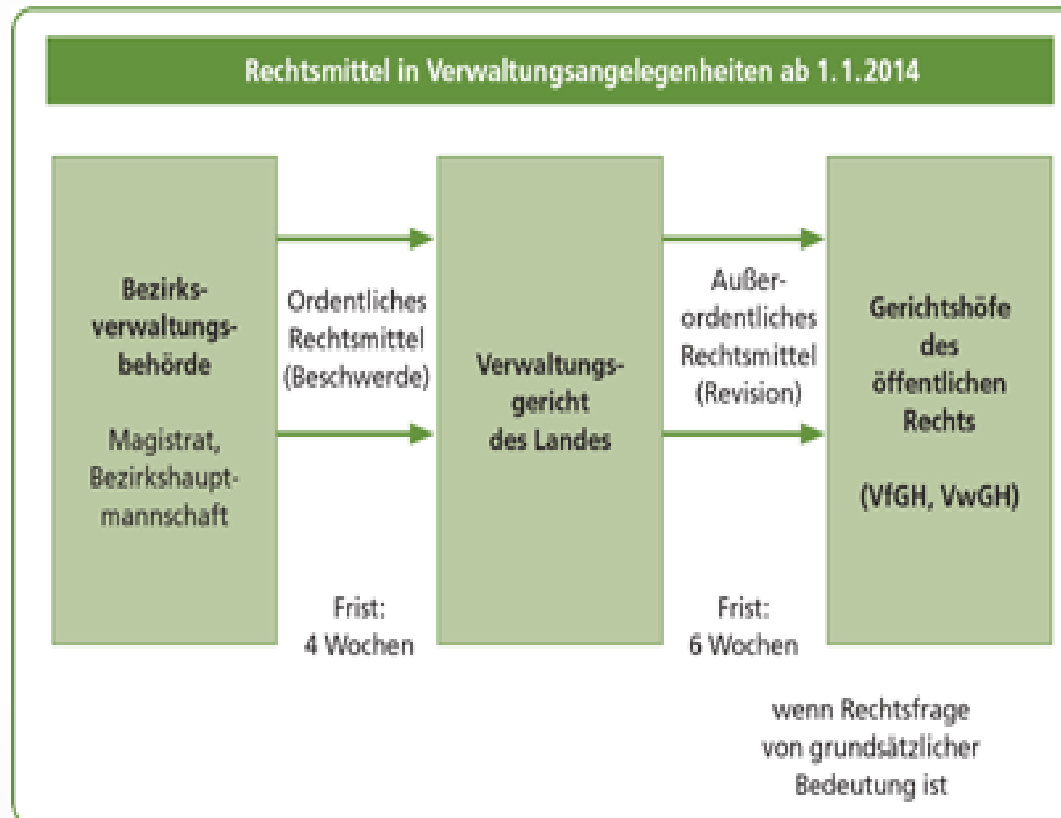 Rechtsmittel in Verwaltungsangelegenheiten ab 1.1.2014
Bezirks-
verwaltungs-
behörde
Magistrat,
Bezirkshaupt-
mannschaft
Ordentliches
Rechtsmittel
(Beschwerde)
Frist:
4 Wochen
Verwaltungs-
gericht
des Landes
Außer-
ordentliches
Rechtsmittel
(Revision)
Frist:
6 Wochen
Gerichtshöfe
des
öffentlichen
Rechts
(VfGH, VwGH)
wenn Rechtsfrage
von grundsätzlicher
Bedeutung ist